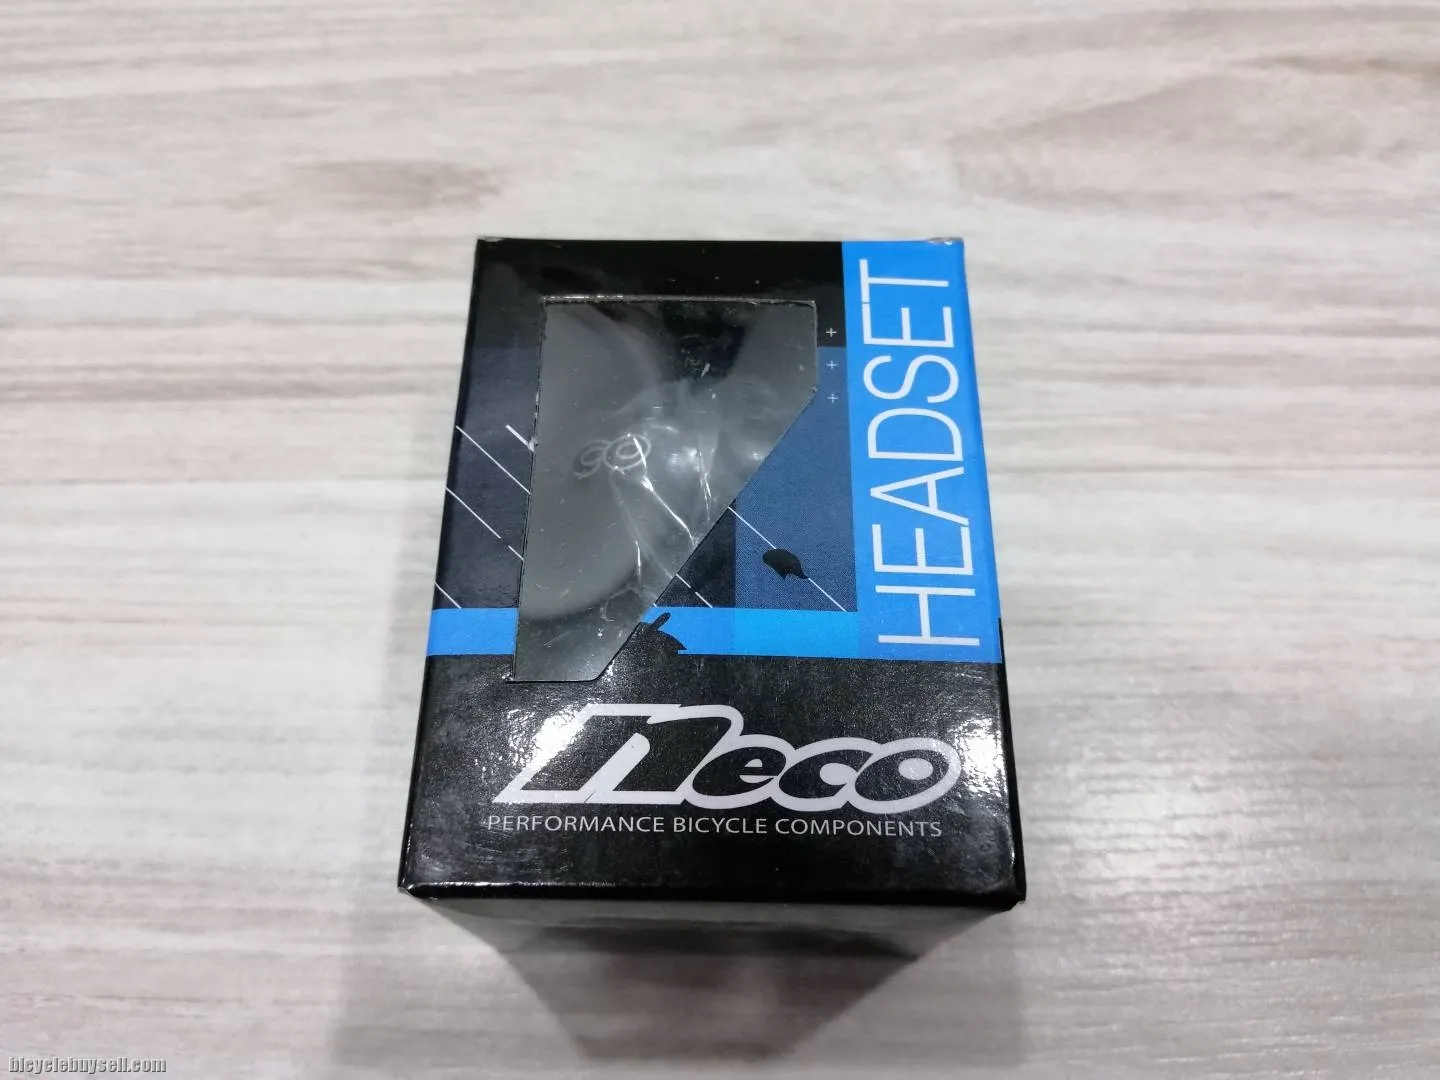 HEADSET
neco
PERFORMANCE BICYCLE COMPONENTS
bicyclebuysell.com